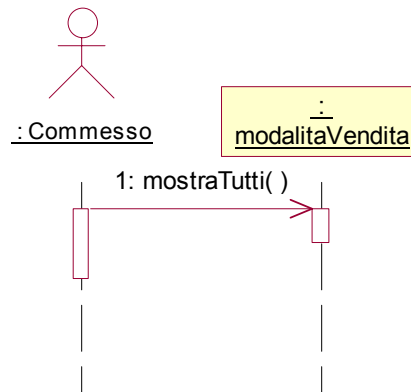 : Commesso
:
modalitaVendita
1: mostraTutti( )